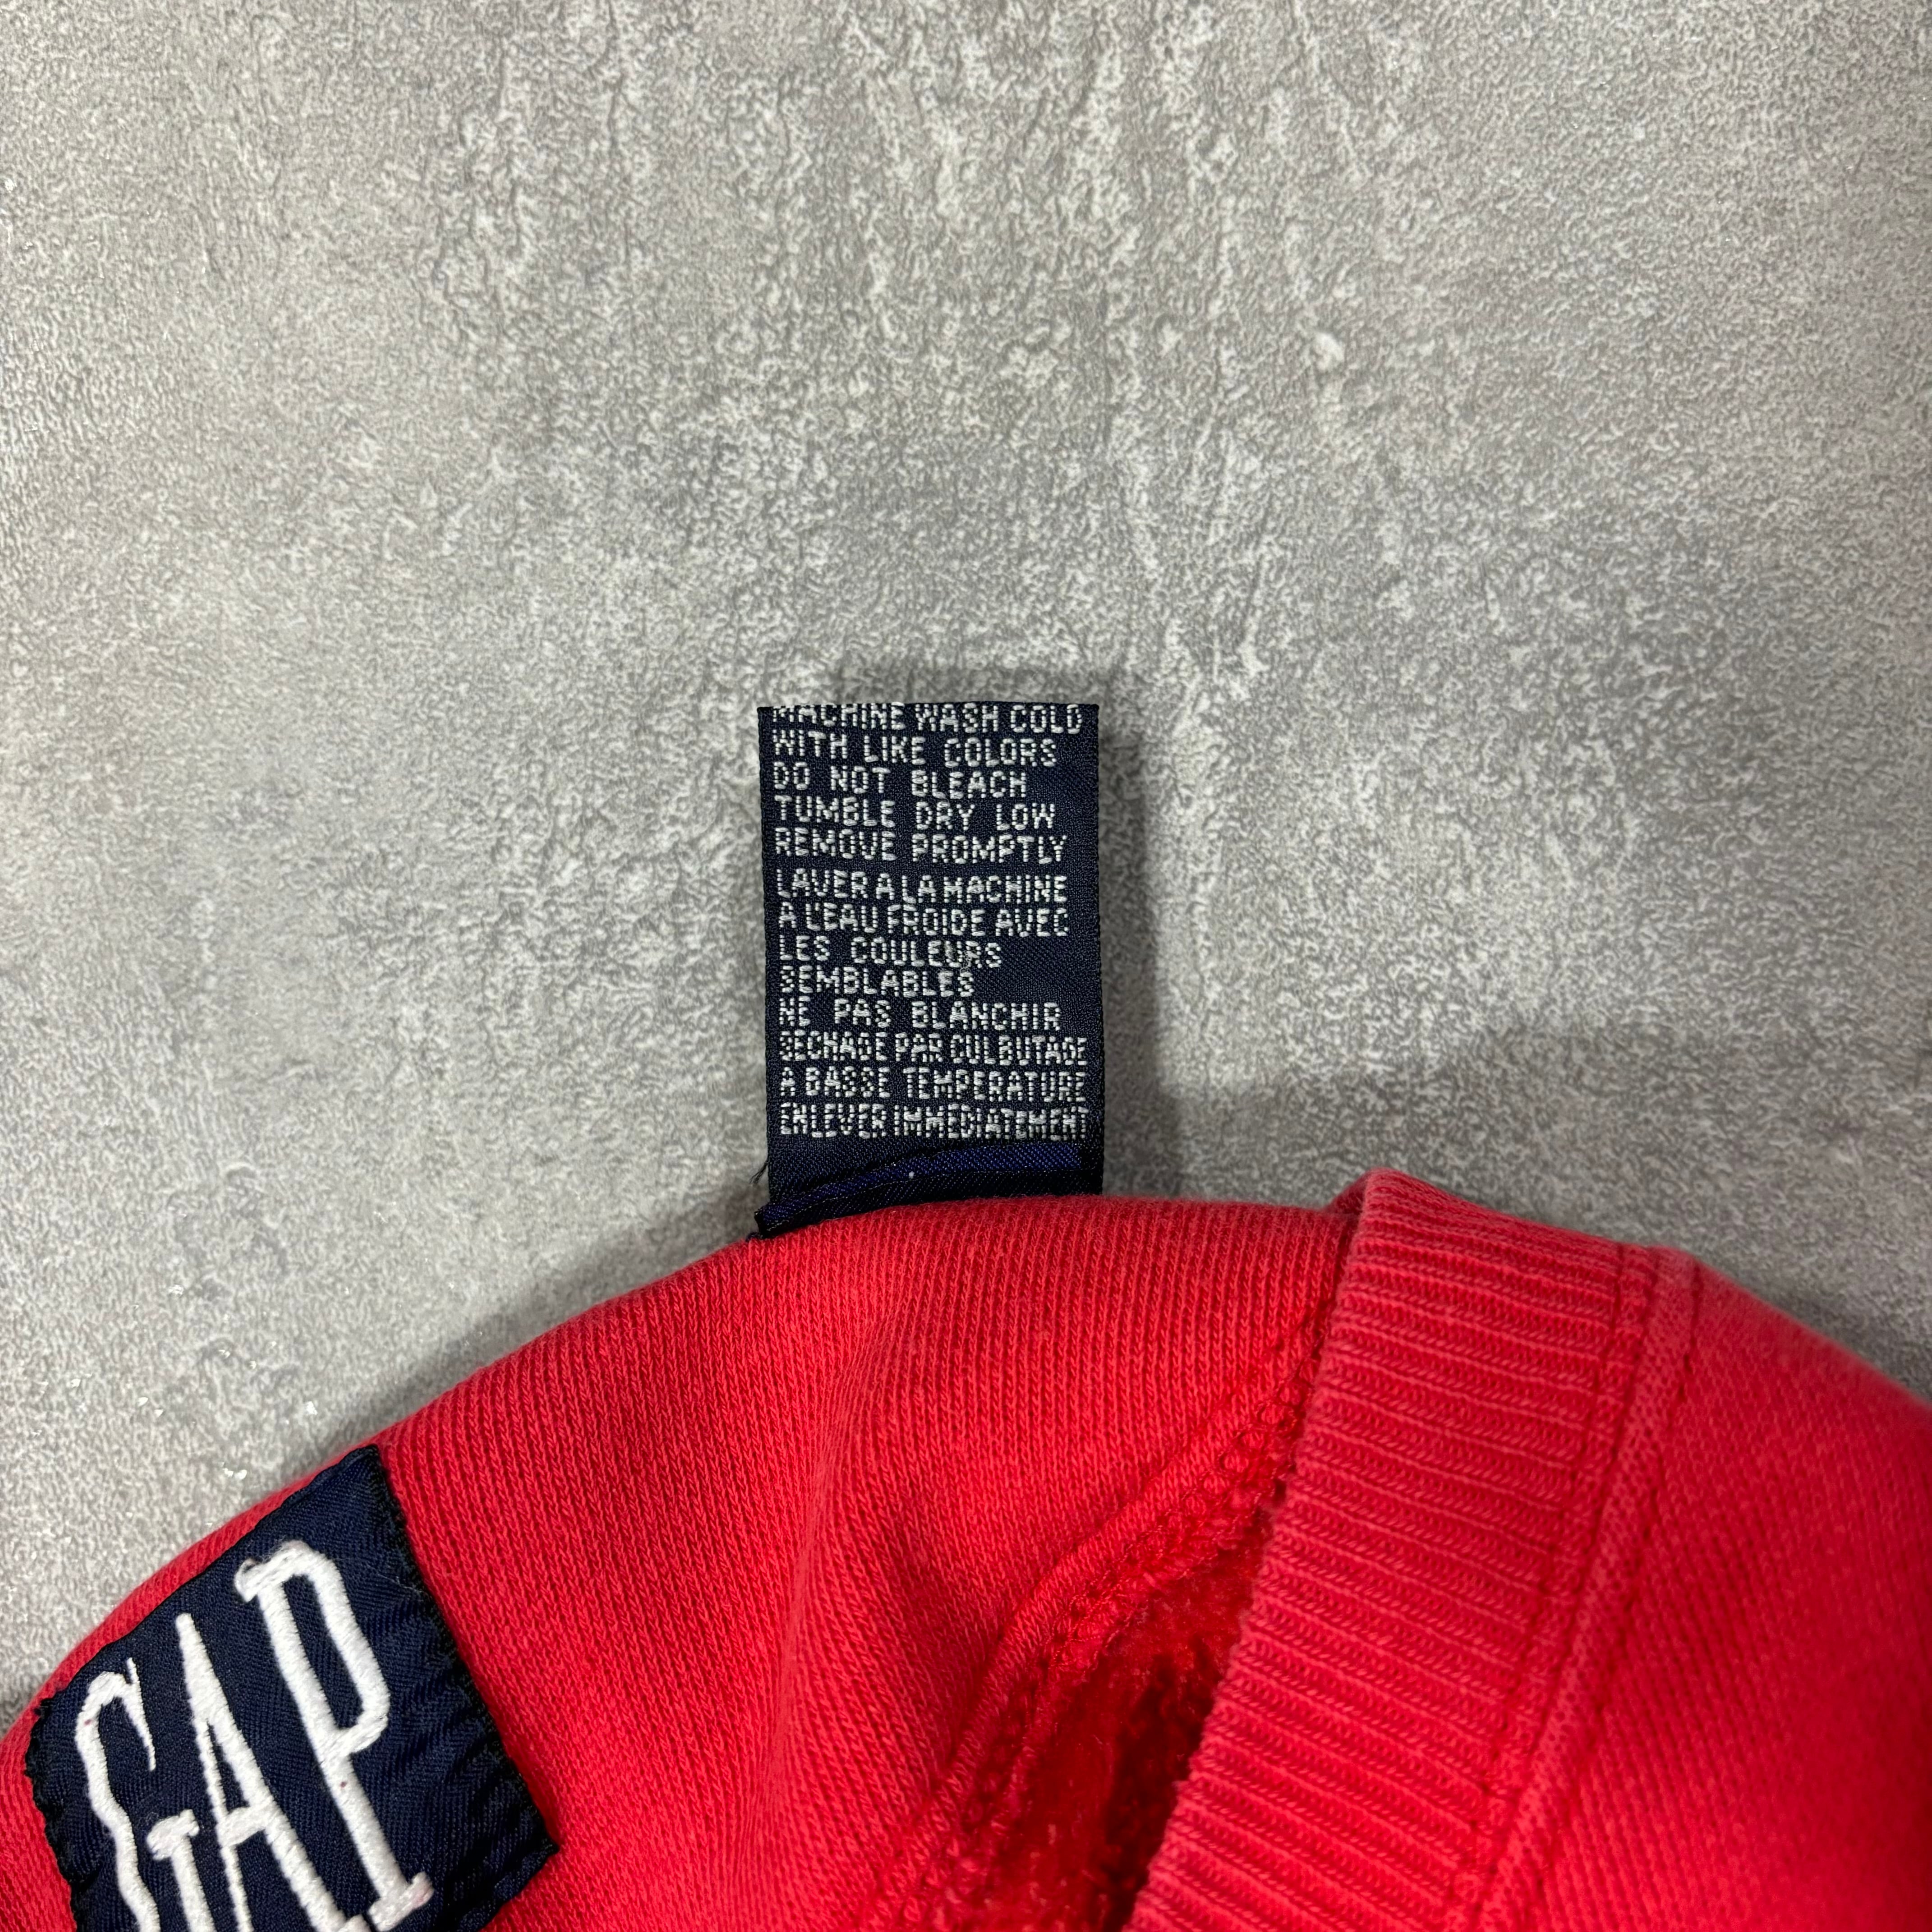 MACHINE WASH COLD
WITH LIKE COLORS
DO NOT BLEACH
TUMBLE DRY LOW
REMOVE PROMPTLY
LAVER A LA MACHINE
A L'EAU FROIDE AVEC
LES COULEURS
SEMBLABLES
NE PAS BLANCHIR
SECHAGE PAR CULBUTAGE
A BASSE TEMPERATURE
ENLEVER IMMEDIATEMENT
GAP